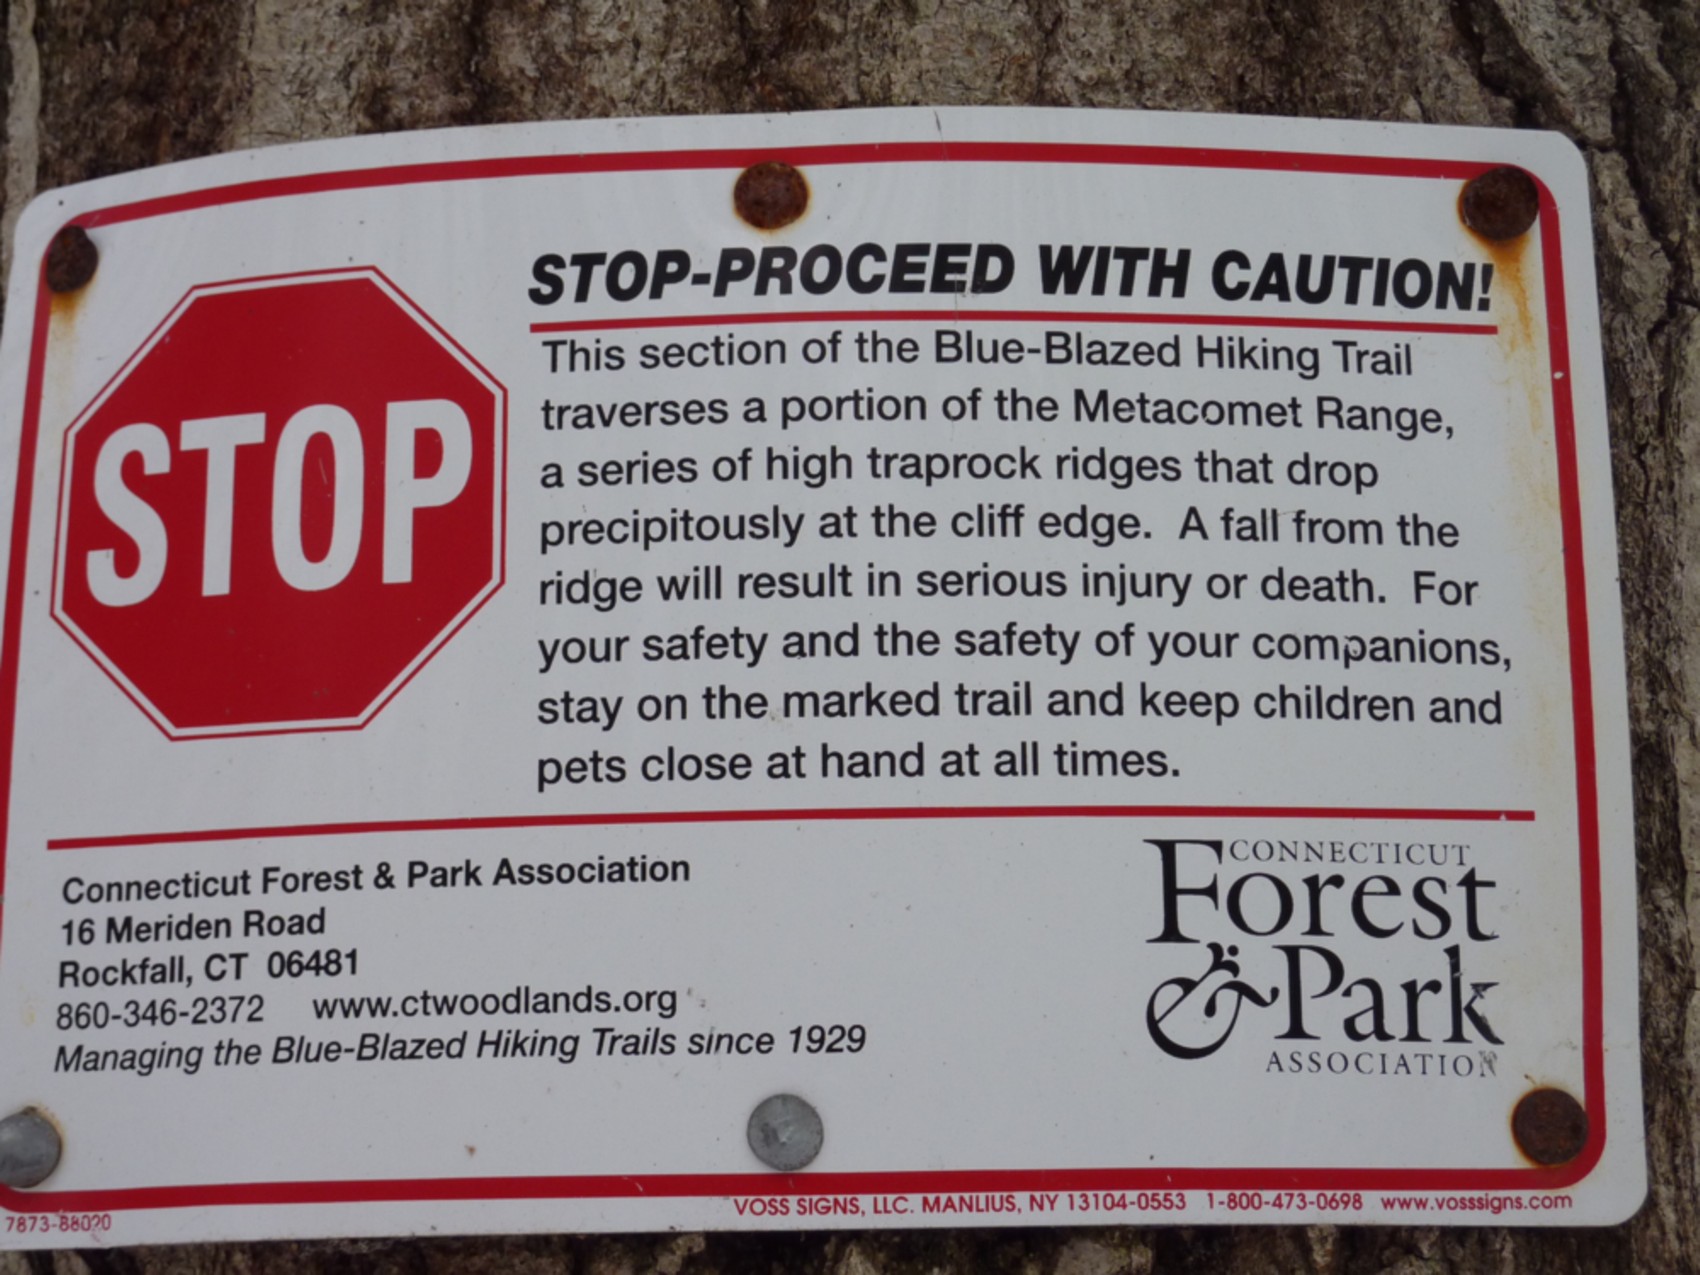 STOP
STOP-PROCEED WITH CAUTION!
This section of the Blue-Blazed Hiking Trail
traverses a portion of the Metacomet Range,
a series of high traprock ridges that drop
precipitously at the cliff edge. A fall from the
ridge will result in serious injury or death. For
your safety and the safety of your companions,
stay on the marked trail and keep children and
pets close at hand at all times.
Connecticut Forest & Park Association
16 Meriden Road
Rockfall, CT 06481
860-346-2372 www.ctwoodlands.org
Managing the Blue-Blazed Hiking Trails since 1929
CONNECTICUT
Forest
& Park
ASSOCIATION
VOSS SIGNS, LLC. MANLIUS, NY 13104-0553 1-800-473-0698 www.vosssigns.com
7873-88020